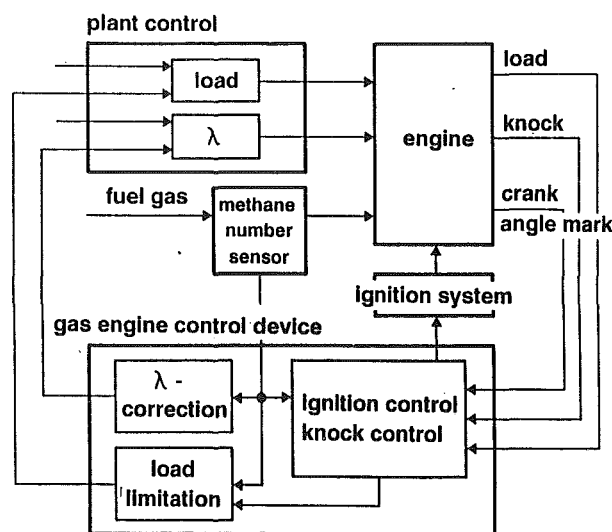 plant control
load
λ
engine
load
knock
crank
angle mark
fuel gas
methane
number
sensor
ignition system
gas engine control device
λ -
correction
ignition control
knock control
load
limitation